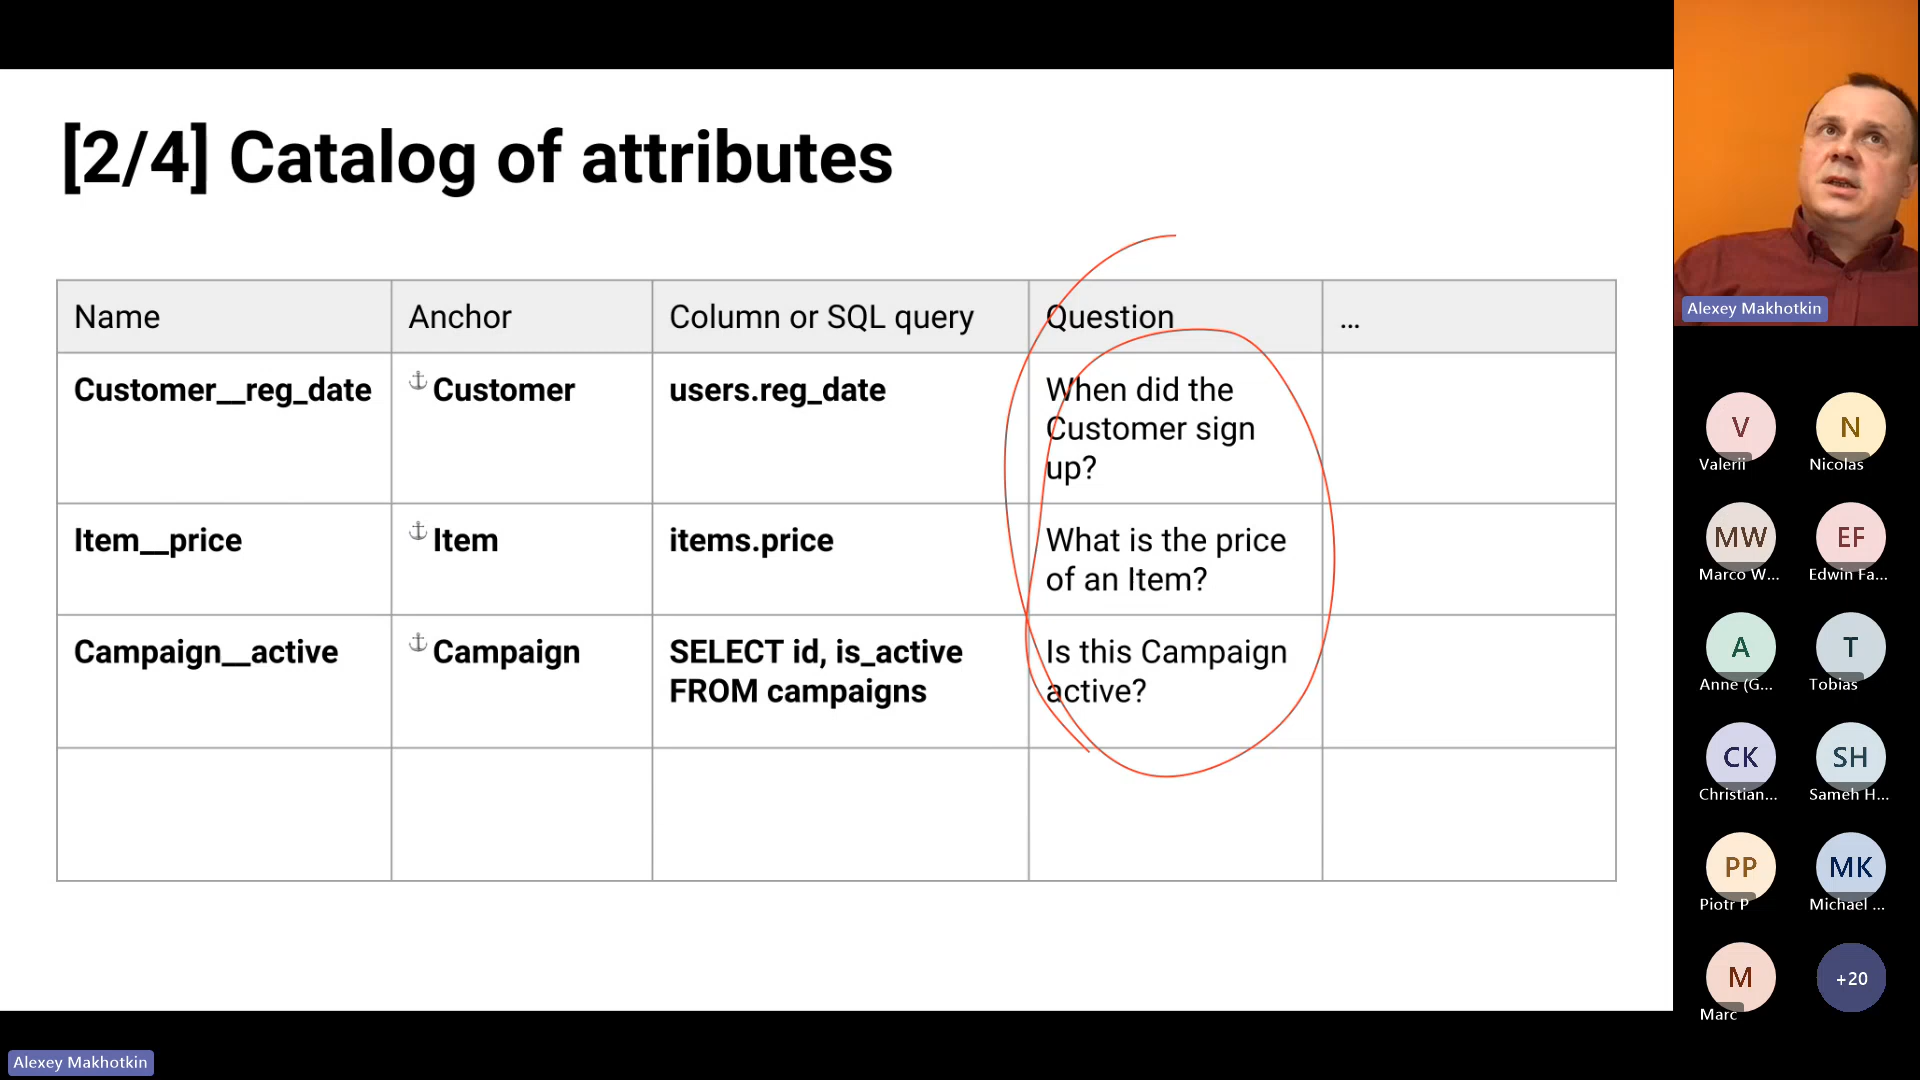 [2/4] Catalog of attributes
Name
Anchor
Column or SQL query
Question
...
Customer__reg_date
Customer
users.reg_date
When did the
Customer sign
up?
Item__price
Item
items.price
What is the price
of an Item?
Campaign__active
Campaign
SELECT id, is_active
FROM campaigns
Is this Campaign
active?
Alexey Makhotkin
V
Valerii
N
Nicolas
MW
Marco W...
EF
Edwin Fa...
A
Anne (G...
T
Tobias
CK
Christian...
SH
Sameh H...
PP
Piotr P
MK
Michael ...
M
Marc
+20
Alexey Makhotkin